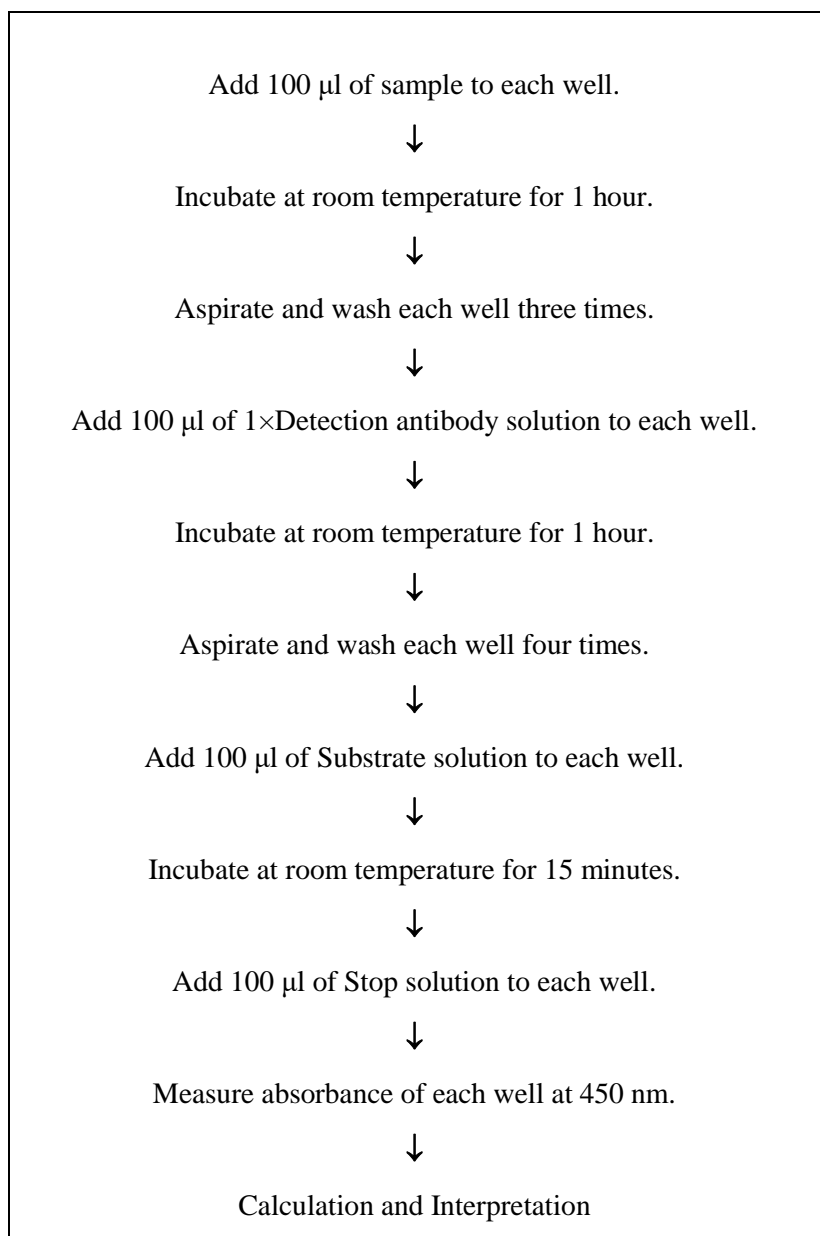 Add 100 μl of sample to each well.
↓
Incubate at room temperature for 1 hour.
↓
Aspirate and wash each well three times.
↓
Add 100 μl of 1×Detection antibody solution to each well.
↓
Incubate at room temperature for 1 hour.
↓
Aspirate and wash each well four times.
↓
Add 100 μl of Substrate solution to each well.
↓
Incubate at room temperature for 15 minutes.
↓
Add 100 μl of Stop solution to each well.
↓
Measure absorbance of each well at 450 nm.
↓
Calculation and Interpretation